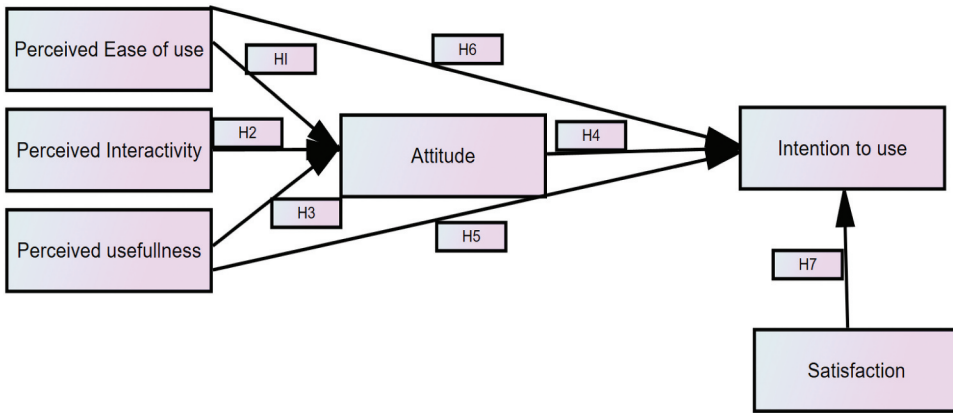 Perceived Ease of use
HI
H6
Perceived Interactivity
H2
Attitude
H4
Intention to use
Perceived usefullness
H3
H5
H7
Satisfaction